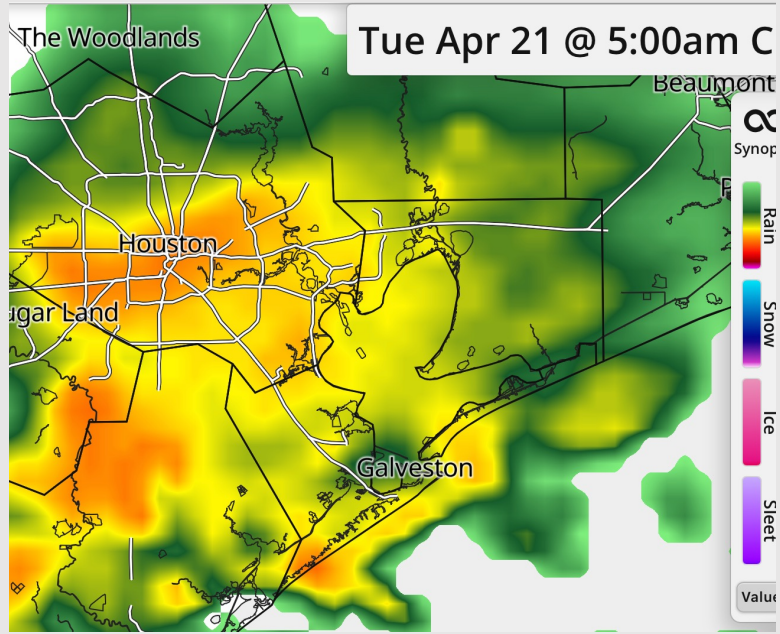 The Woodlands
Tue Apr 21 @ 5:00am C
Beaumont
Synop
P
Houston
ugar Land
Galveston
Rain
Snow
Ice
Sleet
Value